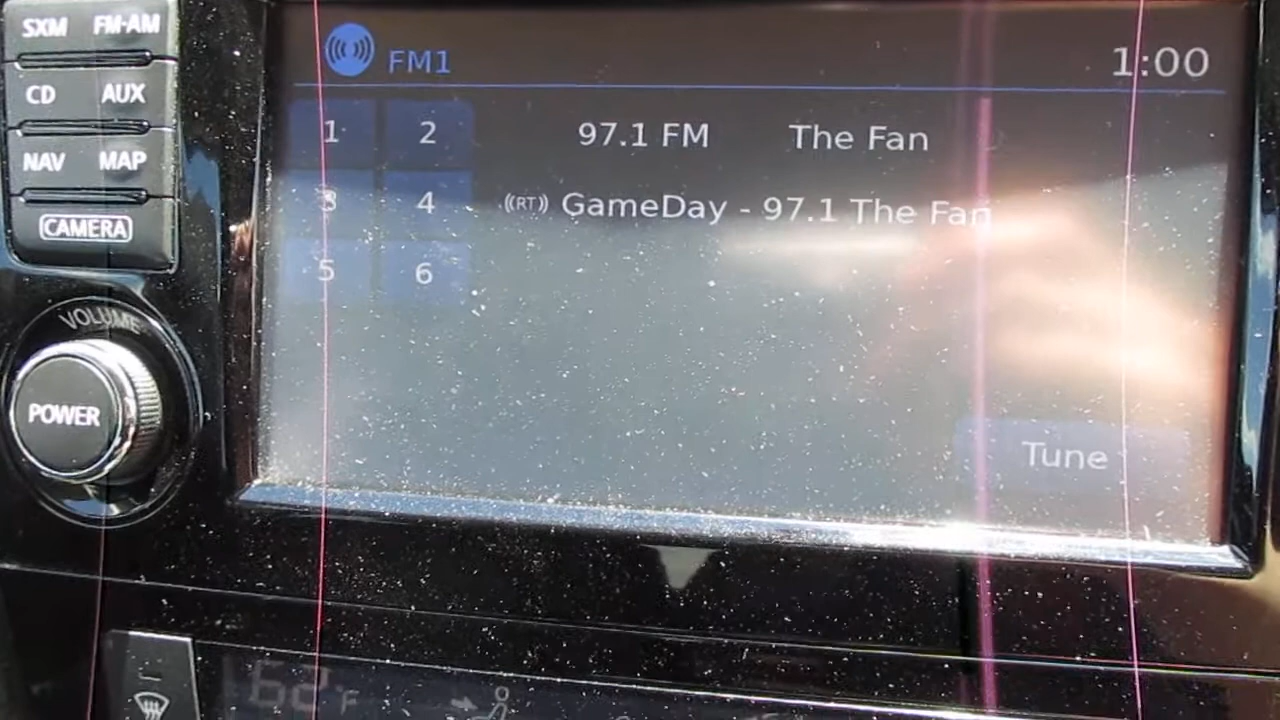 SXM FM·AM
CD AUX
NAV MAP
CAMERA
VOLUME
POWER
FM1 1:00
1 2 97.1 FM The Fan
3 4 ((RT)) GameDay - 97.1 The Fan
5 6
Tune
F